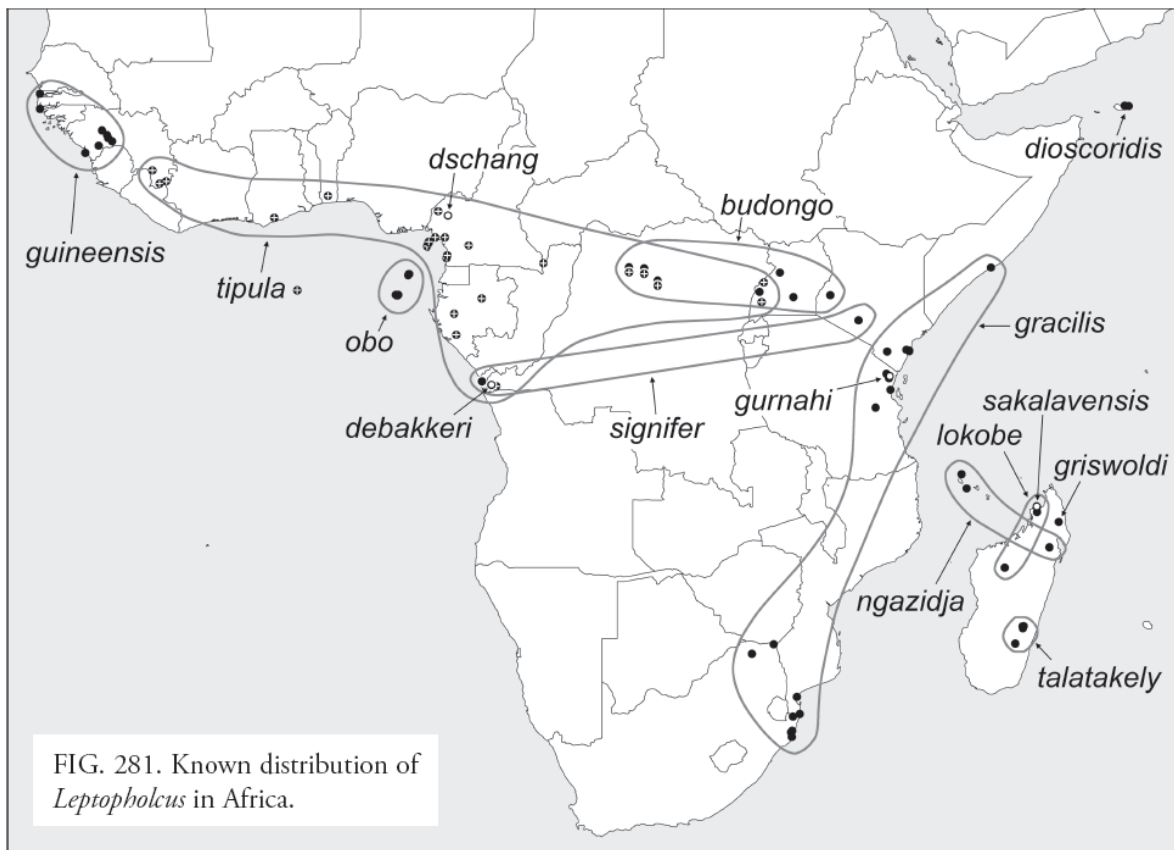 dioscoridis
dschang
budongo
guineensis
tipula
obo
gracilis
debakkeri
signifer
gurnahi
sakalavensis
lokobe
griswoldi
ngazidja
talatakely
FIG. 281. Known distribution of
Leptopholcus in Africa.